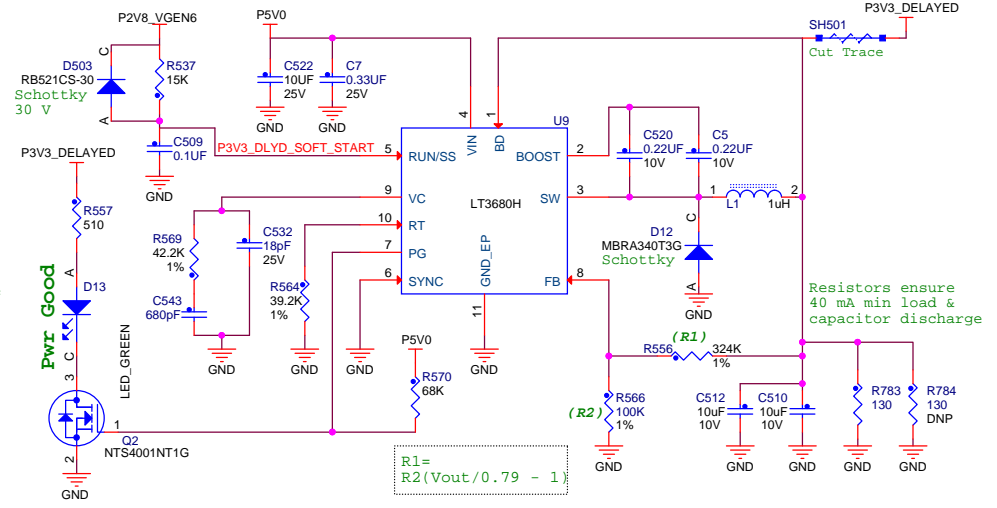 P2V8_VGEN6
D503
RB521CS-30
Schottky
30 V
C
A
R537
15K
C509
0.1UF
GND
P5V0
C522
10UF
25V
GND
C7
0.33UF
25V
GND
P3V3_DLYD_SOFT_START
P3V3_DELAYED
SH501
Cut Trace
U9
LT3680H
4
VIN
1
BD
5
RUN/SS
9
VC
10
RT
7
PG
6
SYNC
11
GND_EP
BOOST
2
SW
3
FB
8
C520
0.22UF
10V
C5
0.22UF
10V
1
2
L1
1uH
D12
MBRA340T3G
Schottky
C
A
GND
P3V3_DELAYED
R557
510
Pwr Good
A
D13
C
LED_GREEN
3
1
2
Q2
NTS4001NT1G
GND
R569
42.2K
1%
C543
680pF
C532
18pF
25V
GND
R564
39.2K
1%
GND
GND
GND
P5V0
R570
68K
(R1)
R556
324K
1%
(R2)
R566
100K
1%
GND
C512
10uF
10V
GND
C510
10uF
10V
GND
Resistors ensure
40 mA min load &
capacitor discharge
R783
130
GND
R784
130
DNP
GND
R1=
R2(Vout/0.79 - 1)